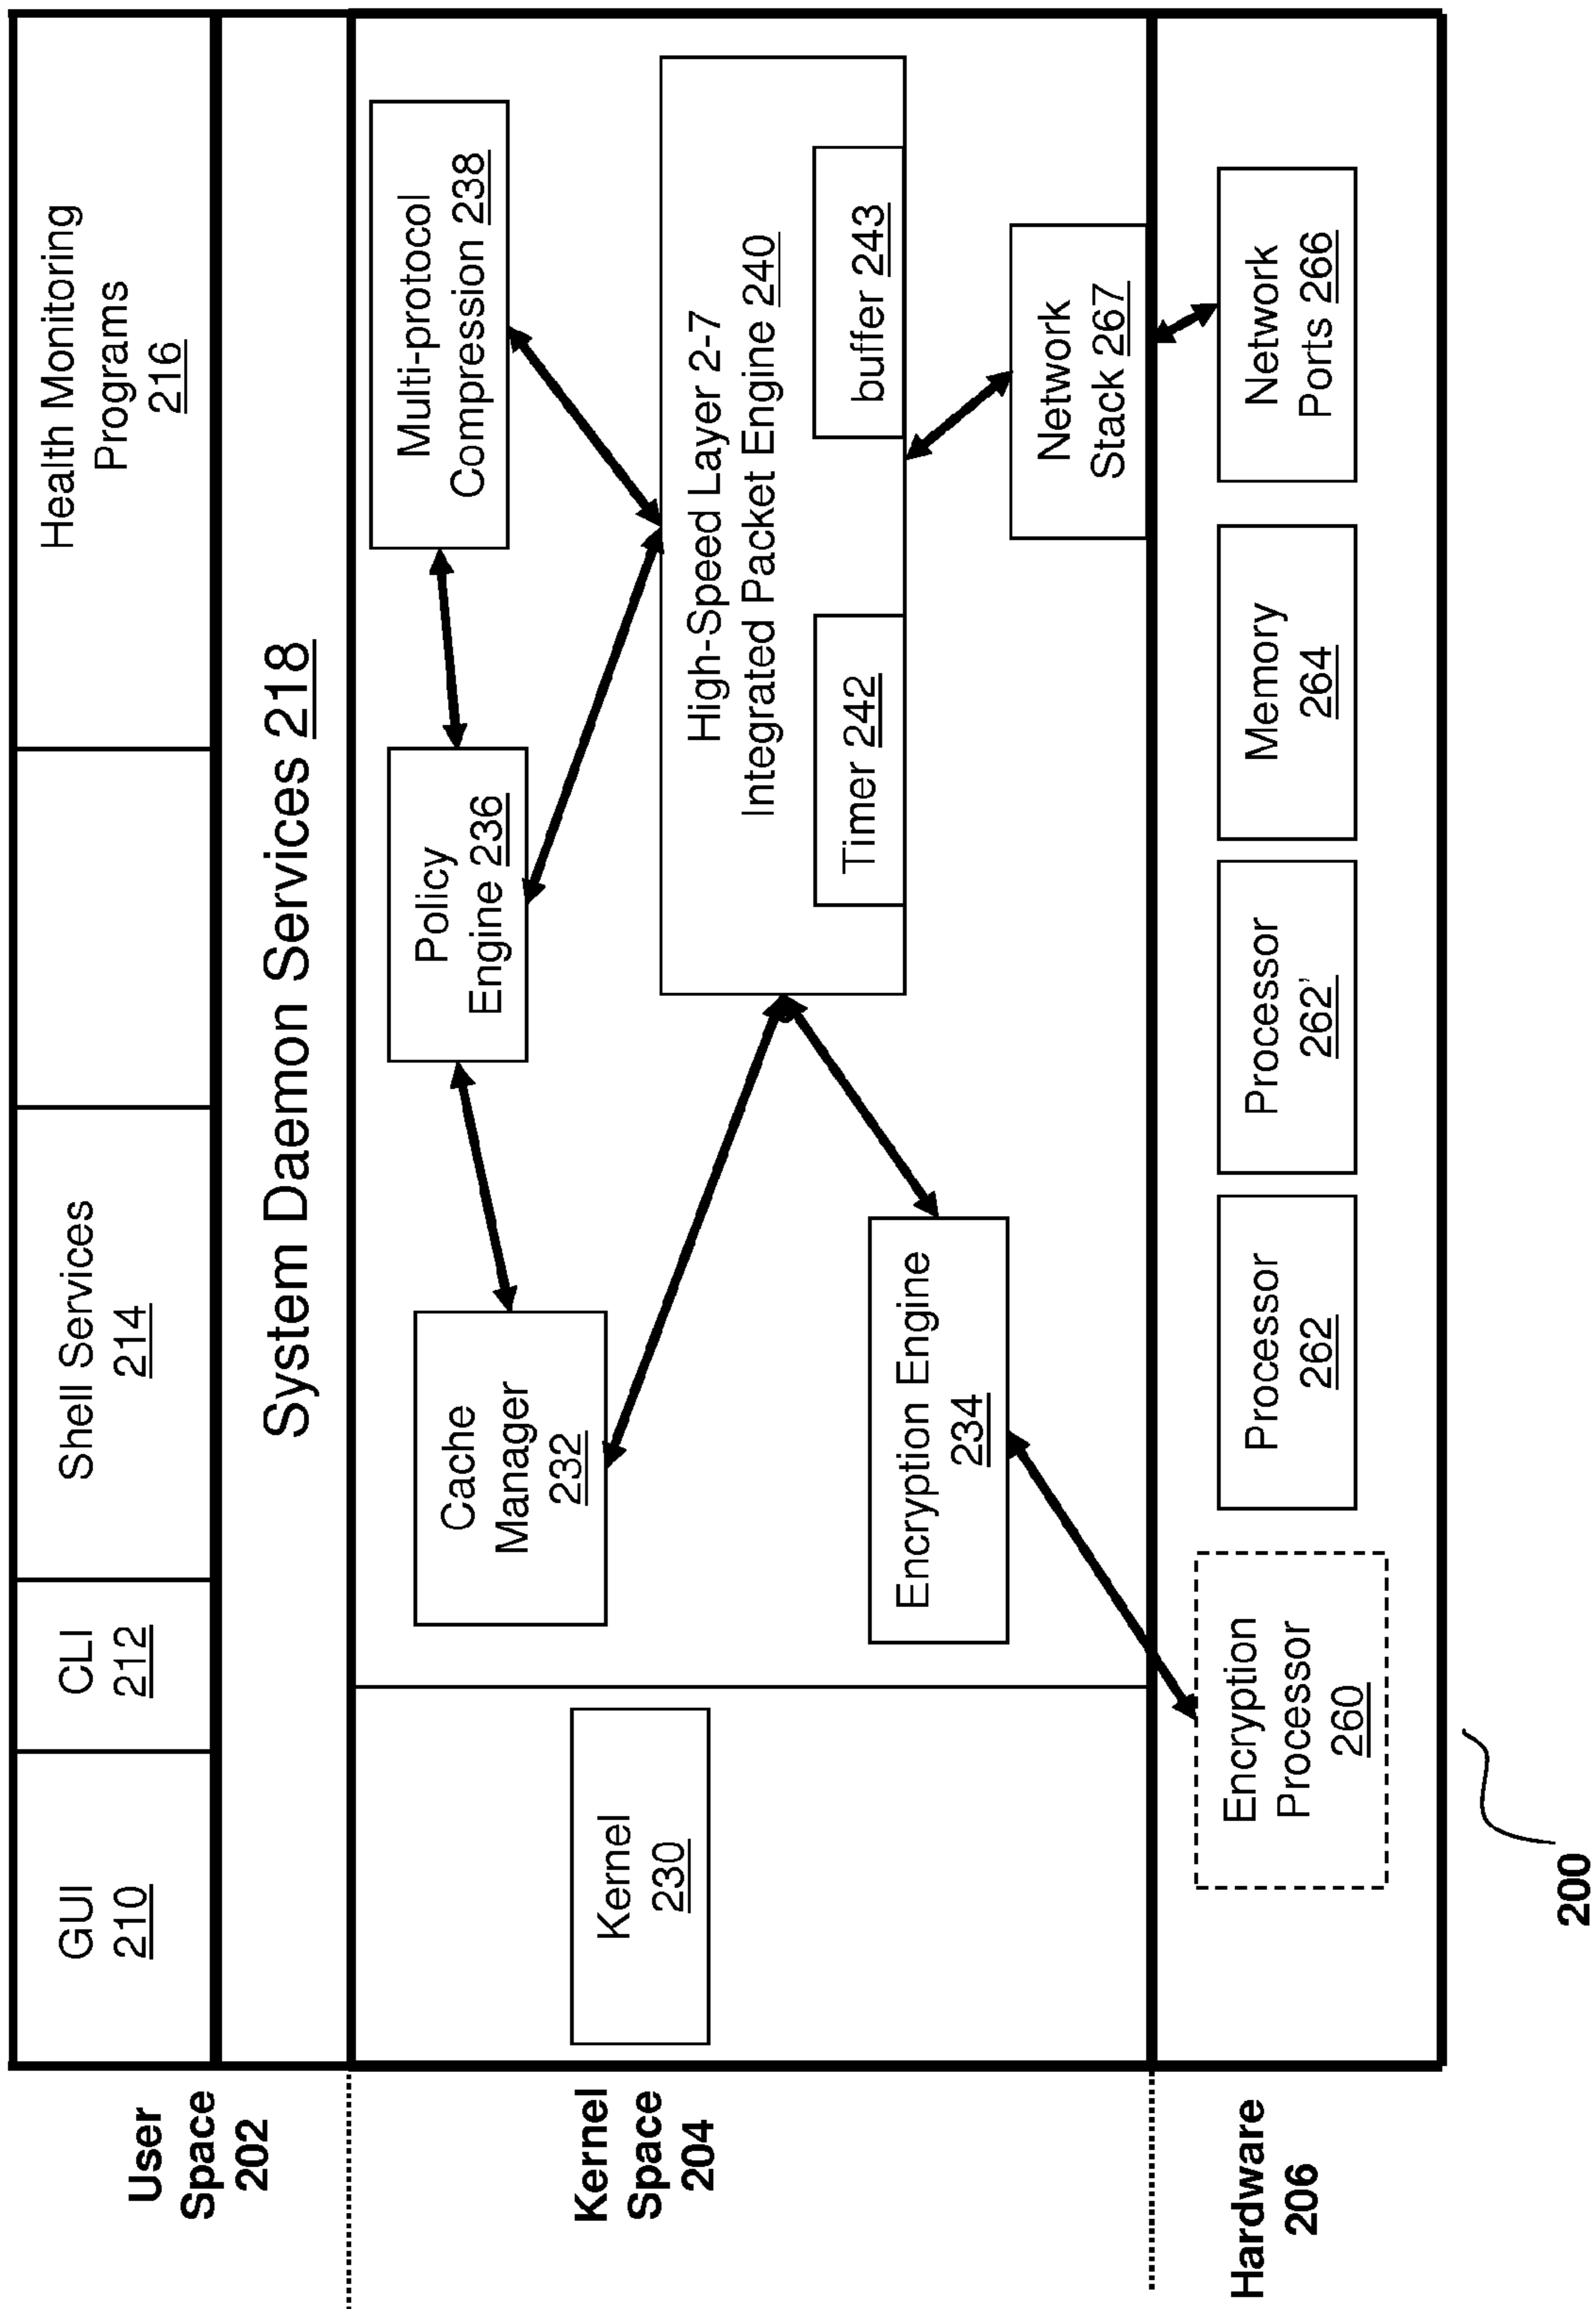 GUI
210
CLI
212
Shell Services
214
Health Monitoring
Programs
216
User
Space
202
System Daemon Services 218
Kernel
Space
204
Kernel
230
Cache
Manager
232
Policy
Engine 236
Multi-protocol
Compression 238
High-Speed Layer 2-7
Integrated Packet Engine 240
Timer 242
buffer 243
Encryption Engine
234
Network
Stack 267
Hardware
206
Encryption
Processor
260
Processor
262
Processor
262'
Memory
264
Network
Ports 266
200